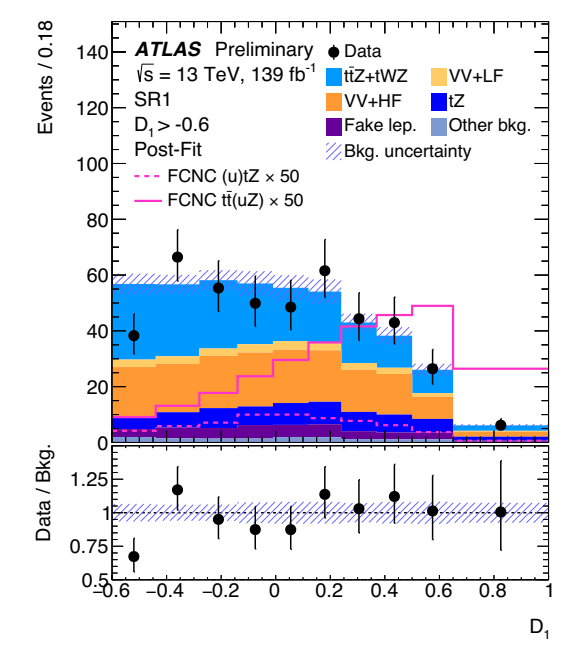 ATLAS Preliminary
√s = 13 TeV, 139 fb⁻¹
SR1
D₁ > -0.6
Post-Fit
FCNC (u)tZ × 50
FCNC tt̄(uZ) × 50
Data
tt̄Z+tWZ
VV+LF
VV+HF
tZ
Fake lep.
Other bkg.
Bkg. uncertainty
Events / 0.18
140
120
100
80
60
40
20
0
Data / Bkg.
1.25
1
0.75
0.5
−0.6
−0.4
−0.2
0
0.2
0.4
0.6
0.8
1
D₁